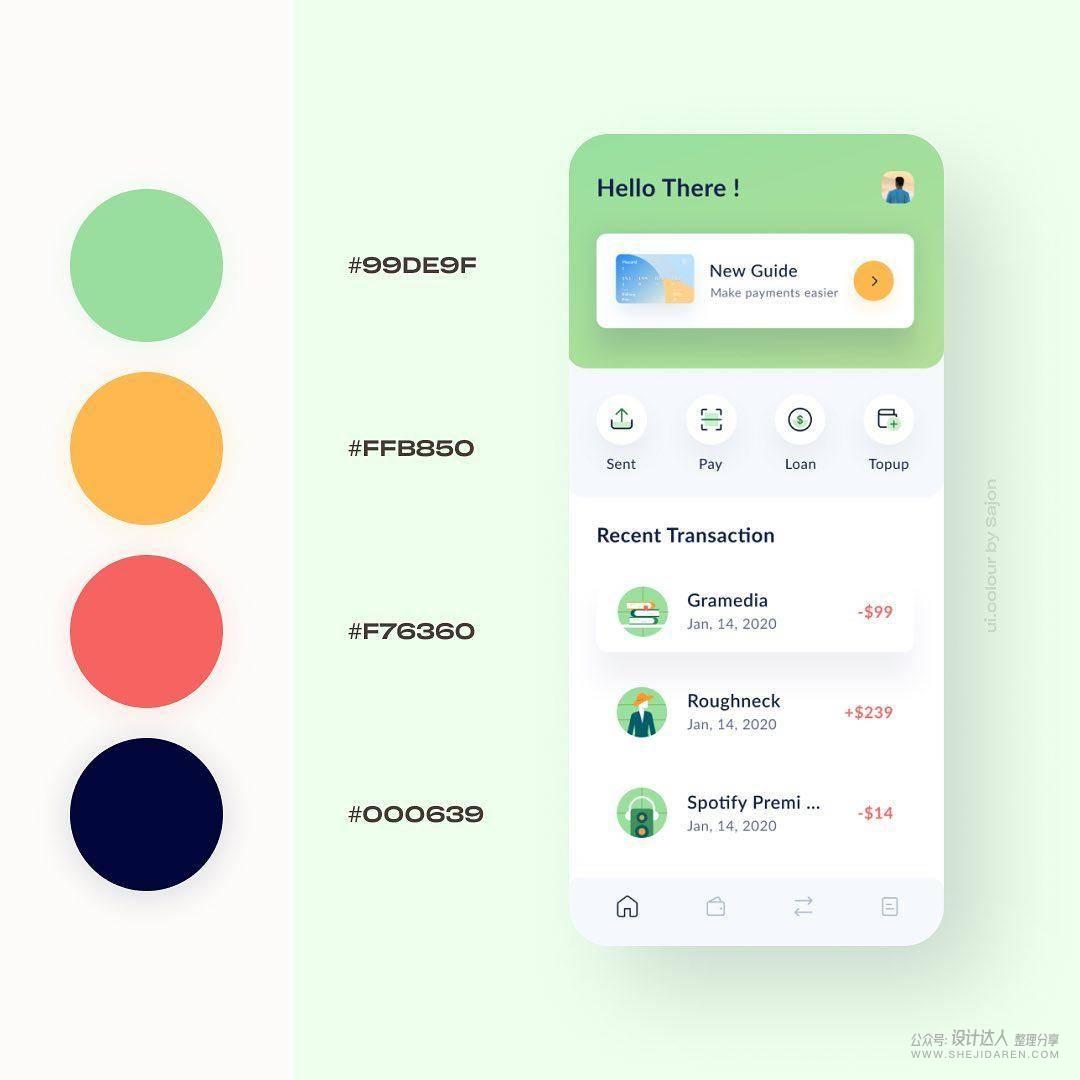 #99DE9F
#FFB850
#F76360
#000639
Hello There !
New Guide
Make payments easier
Sent
Pay
Loan
Topup
Recent Transaction
Gramedia
Jan, 14, 2020
-$99
Roughneck
Jan, 14, 2020
+$239
Spotify Premi ...
Jan, 14, 2020
-$14
ui.colour by Sajon
公众号: 设计达人 整理分享
WWW.SHEJIDAREN.COM